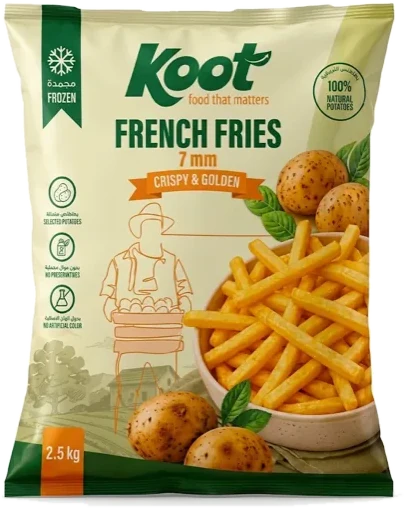 Koot
food that matters
FRENCH FRIES
7 mm
CRISPY & GOLDEN
مجمدة
FROZEN
100%
NATURAL
POTATOES
SELECTED POTATOES
NO PRESERVATIVES
NO ARTIFICIAL COLOR
2.5 kg